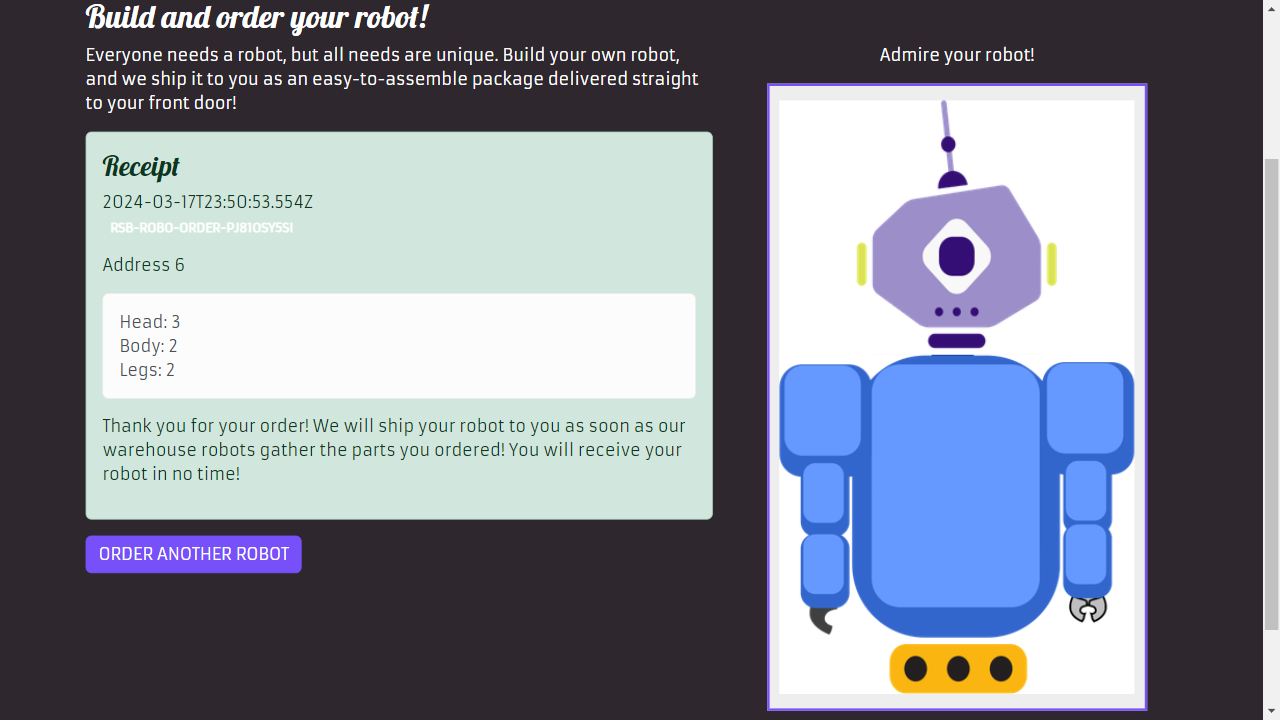 Build and order your robot!
Everyone needs a robot, but all needs are unique. Build your own robot,
and we ship it to you as an easy-to-assemble package delivered straight
to your front door!
Receipt
2024-03-17T23:50:53.554Z
RSB-ROBO-ORDER-PJ81OSY5SI
Address 6
Head: 3
Body: 2
Legs: 2
Thank you for your order! We will ship your robot to you as soon as our
warehouse robots gather the parts you ordered! You will receive your
robot in no time!
ORDER ANOTHER ROBOT
Admire your robot!